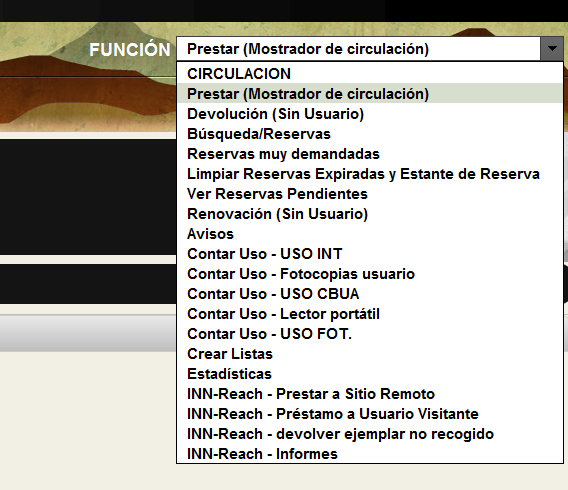 FUNCIÓN Prestar (Mostrador de circulación)
CIRCULACION
Prestar (Mostrador de circulación)
Devolución (Sin Usuario)
Búsqueda/Reservas
Reservas muy demandadas
Limpiar Reservas Expiradas y Estante de Reserva
Ver Reservas Pendientes
Renovación (Sin Usuario)
Avisos
Contar Uso - USO INT
Contar Uso - Fotocopias usuario
Contar Uso - USO CBUA
Contar Uso - Lector portátil
Contar Uso - USO FOT.
Crear Listas
Estadísticas
INN-Reach - Prestar a Sitio Remoto
INN-Reach - Préstamo a Usuario Visitante
INN-Reach - devolver ejemplar no recogido
INN-Reach - Informes